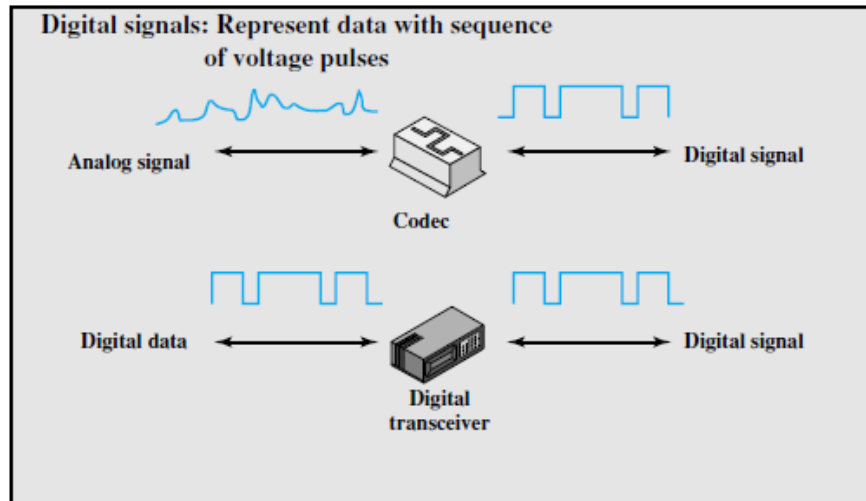 Digital signals: Represent data with sequence
of voltage pulses
Analog signal
Digital signal
Codec
Digital data
Digital signal
Digital
transceiver